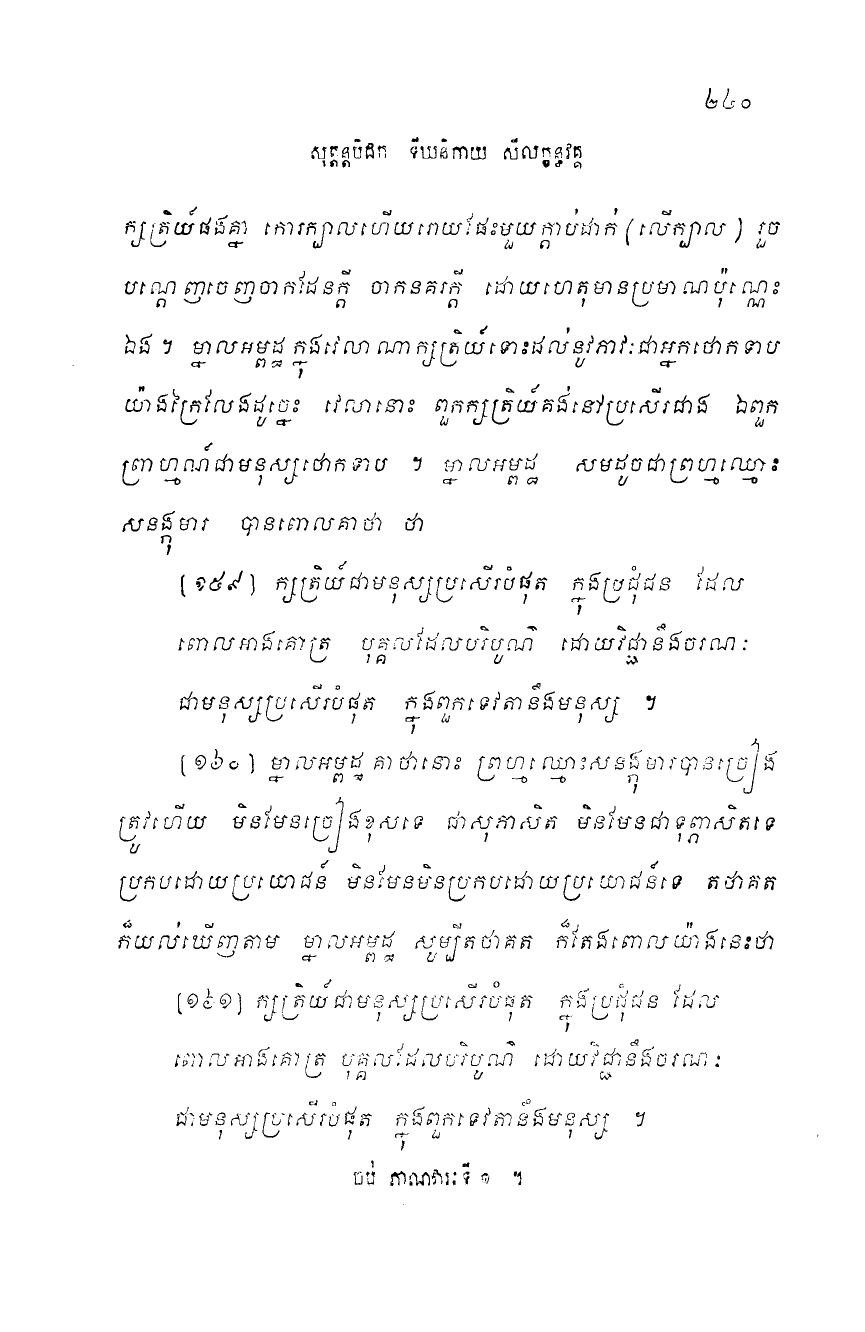 ២៤០
សុត្តន្តបិដក ទីឃនិកាយ សីលក្ខន្ធវគ្គ
ក្សត្រិយ៍ផងគ្នា កោរក្បាលហើយរោយផែះមួយក្តាប់ដាក់ (លើក្បាល) រួច
បណ្តេញចេញចាកដែនក្តី ចាកនគរក្តី ដោយហេតុមានប្រមាណប៉ុណ្ណេះ
ឯង ។ ម្នាលអម្ពដ្ឋ ក្នុងវេលាណាក្សត្រិយ៍ទោះដល់នូវភាវៈជាអ្នកថោកទាប
យ៉ាងក្រៃលែងដូច្នេះ វេលានោះ ពួកក្សត្រិយ៍គង់នៅប្រសើរជាង ឯពួក
ព្រាហ្មណ៍ជាមនុស្សថោកទាប ។ ម្នាលអម្ពដ្ឋ សមដូចជាព្រហ្មឈ្មោះ
សនង្កុមារ បានពោលគាថា ថា
(១៥៩) ក្សត្រិយ៍ជាមនុស្សប្រសើរបំផុត ក្នុងប្រជុំជន ដែល
ពោលអាងគោត្រ បុគ្គលដែលបរិបូណ៌ ដោយវិជ្ជានឹងចរណៈ
ជាមនុស្សប្រសើរបំផុត ក្នុងពួកទេវតានឹងមនុស្ស ។
(១៦០) ម្នាលអម្ពដ្ឋ គាថានោះ ព្រហ្មឈ្មោះសនង្កុមារបានច្រៀង
ត្រូវហើយ មិនមែនច្រៀងខុសទេ ជាសុភាសិត មិនមែនជាទុព្ភាសិតទេ
ប្រកបដោយប្រយោជន៍ មិនមែនមិនប្រកបដោយប្រយោជន៍ទេ តថាគត
ក៏យល់ឃើញតាម ម្នាលអម្ពដ្ឋ សូម្បីតថាគត ក៏តែងពោលយ៉ាងនេះថា
(១៦១) ក្សត្រិយ៍ជាមនុស្សប្រសើរបំផុត ក្នុងប្រជុំជន ដែល
ពោលអាងគោត្រ បុគ្គលដែលបរិបូណ៌ ដោយវិជ្ជានឹងចរណៈ
ជាមនុស្សប្រសើរបំផុត ក្នុងពួកទេវតានឹងមនុស្ស ។
ចប់ ភាណវារៈទី ១ ។